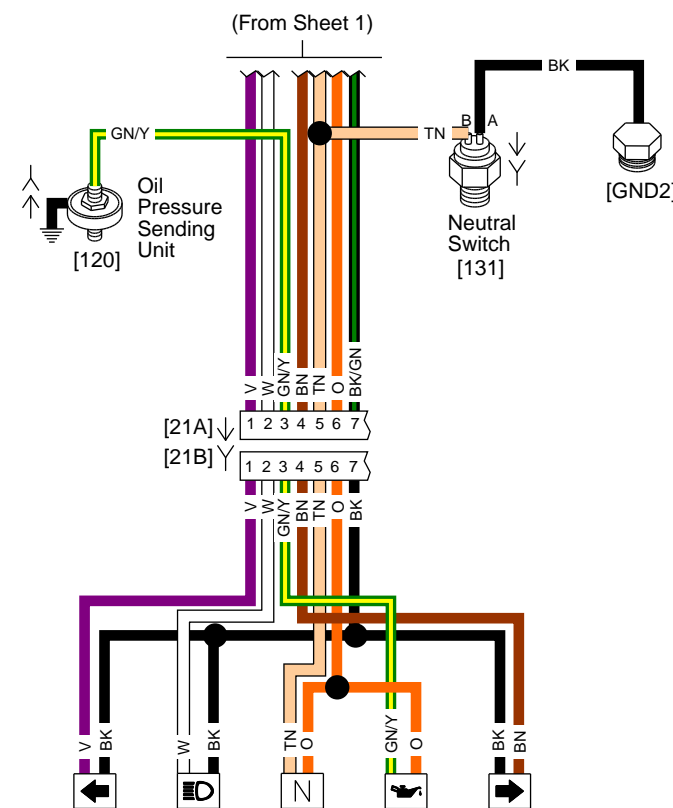 (From Sheet 1)
BK
B A
GN/Y
TN
Oil
Pressure
Sending
Unit
[120]
[GND2]
Neutral
Switch
[131]
V W GN/Y BN TN O BK/GN
[21A] 1 2 3 4 5 6 7
[21B] 1 2 3 4 5 6 7
V W GN/Y BN TN O BK
V BK W BK TN O GN/Y O BK BN
N